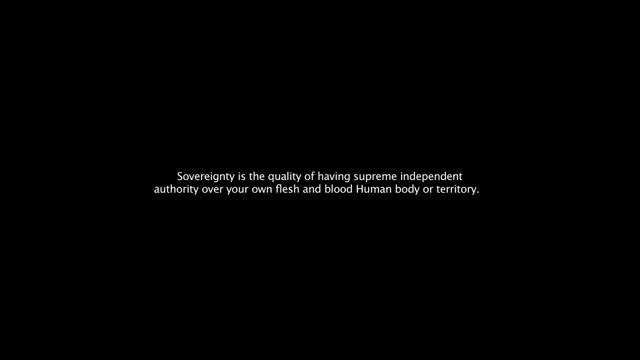 Sovereignty is the quality of having supreme independent
authority over your own flesh and blood Human body or territory.